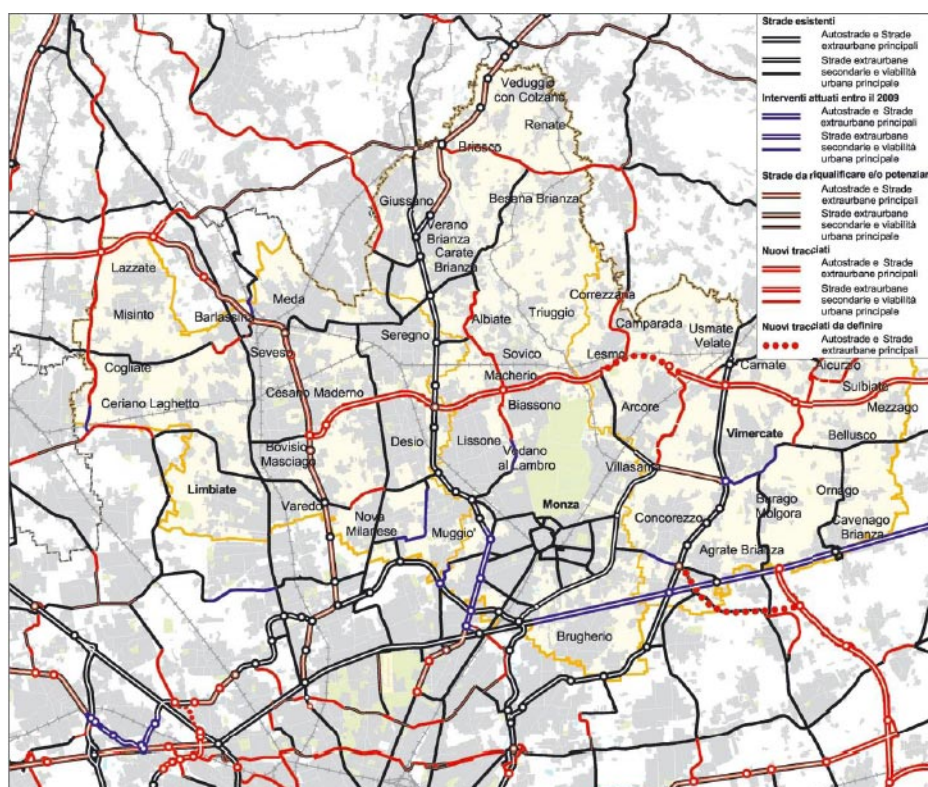 Strade esistenti
Autostrade e Strade
extraurbane principali
Strade extraurbane
secondarie e viabilità
urbana principale
Interventi attuati entro il 2009
Autostrade e Strade
extraurbane principali
Strade extraurbane
secondarie e viabilità
urbana principale
Strade da riqualificare e/o potenziar
Autostrade e Strade
extraurbane principali
Strade extraurbane
secondarie e viabilità
urbana principale
Nuovi tracciati
Autostrade e Strade
extraurbane principali
Strade extraurbane
secondarie e viabilità
urbana principale
Nuovi tracciati da definire
Autostrade e Strade
extraurbane principali
Veduggio
con Colzano
Renate
Briosco
Giussano
Besana Brianza
Verano
Brianza
Carate
Brianza
Lazzate
Misinto
Barlassina
Meda
Seregno
Albiate
Triuggio
Correzzana
Camparada
Usmate
Velate
Cogliate
Seveso
Sovico
Lesmo
Carnate
Aicurzio
Sulbiate
Macherio
Ceriano Laghetto
Cesano Maderno
Biassono
Arcore
Mezzago
Desio
Lissone
Vimercate
Bellusco
Bovisio
Masciago
Vedano
al Lambro
Villasan
Limbiate
Varedo
Monza
Nova
Milanese
Muggio'
Concorezzo
Burago
Molgora
Ornago
Cavenago
Brianza
Agrate Brianza
Brugherio